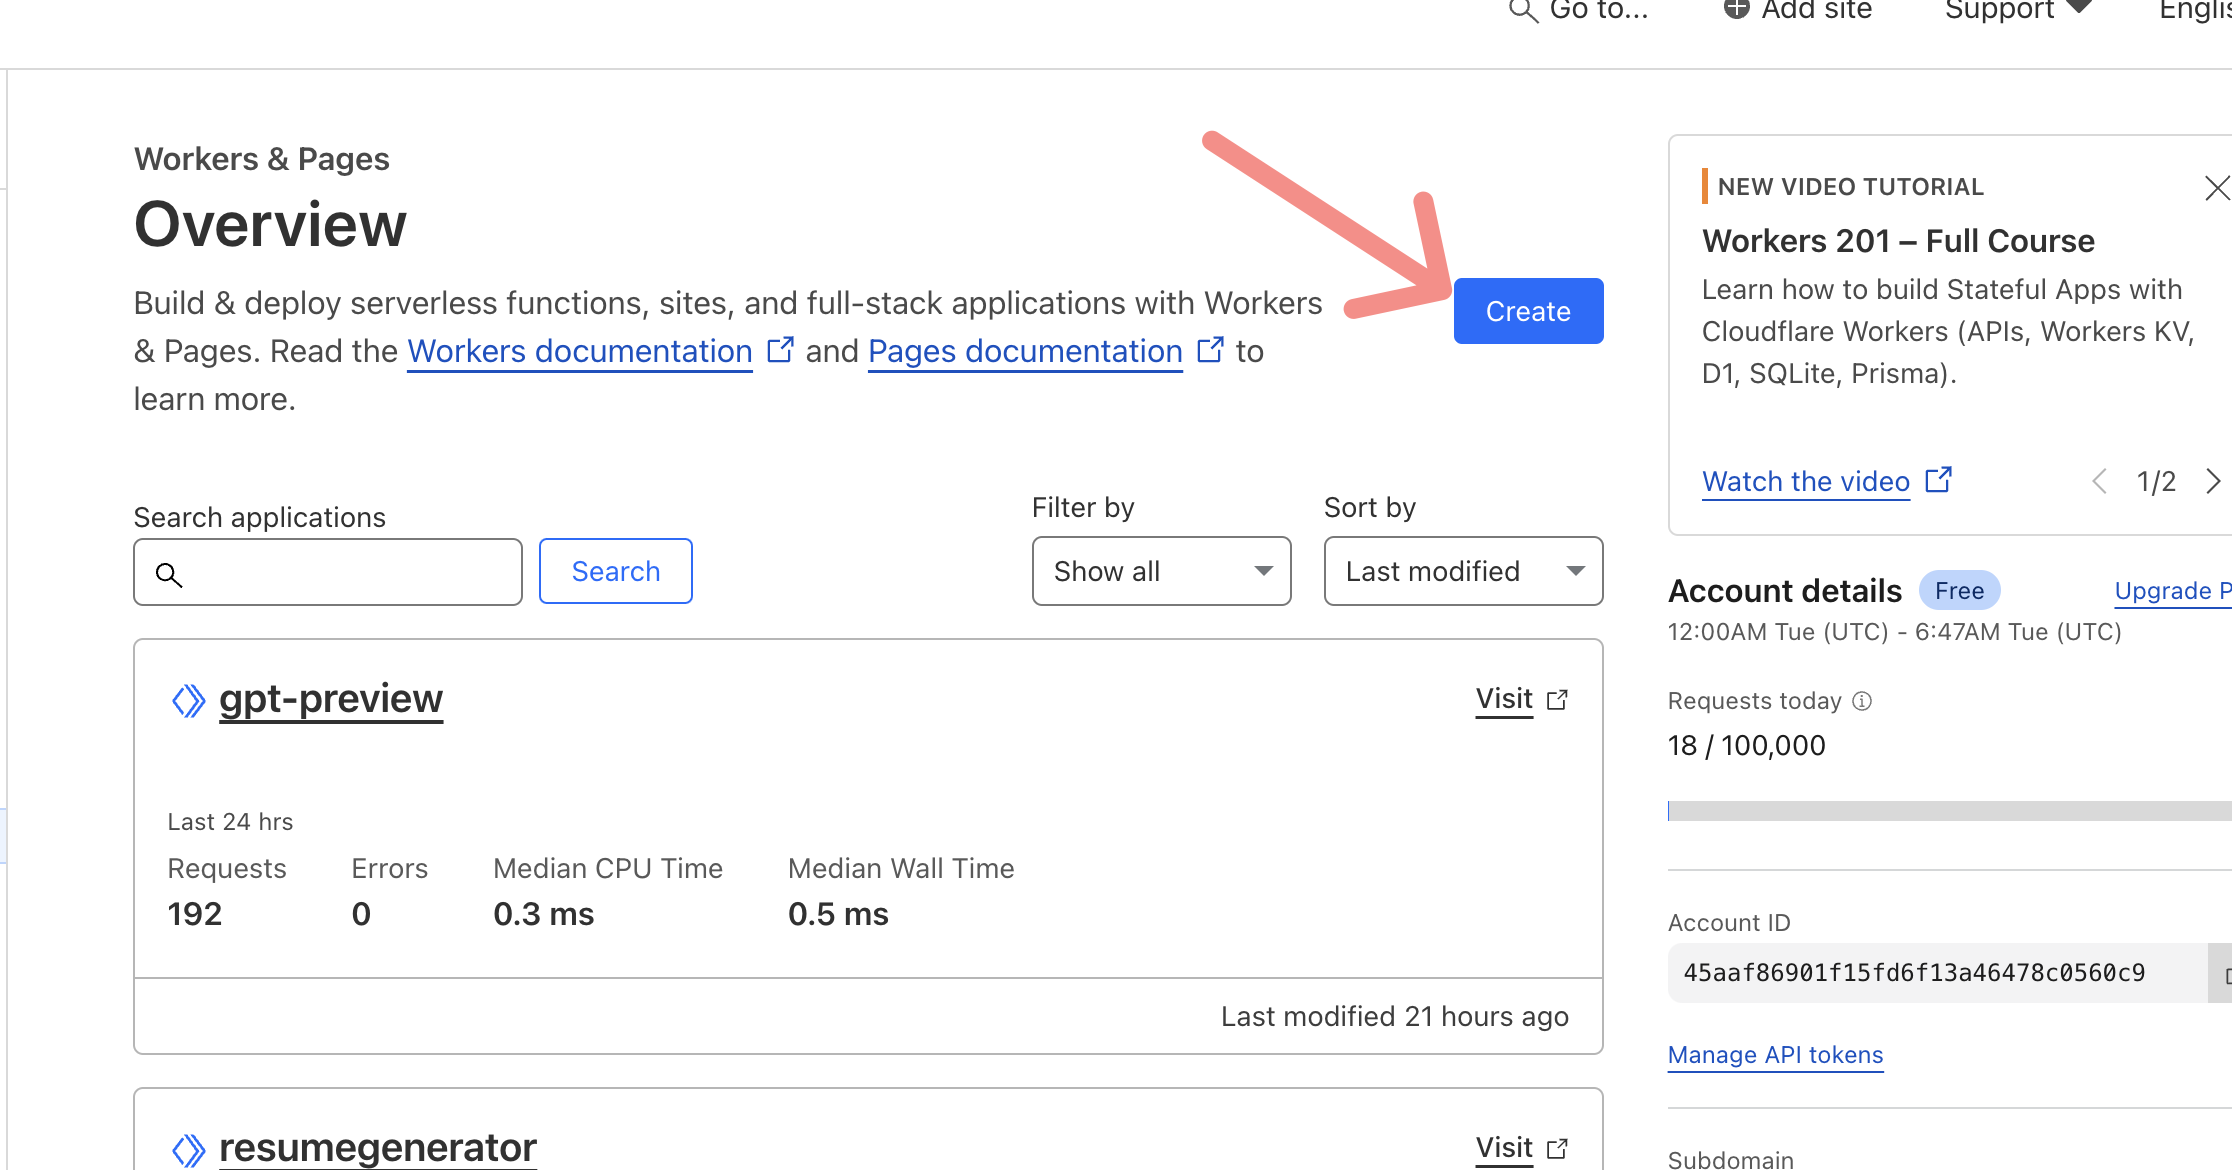 Go to...
Add site
Support
Workers & Pages
Overview
Build & deploy serverless functions, sites, and full-stack applications with Workers
& Pages. Read the Workers documentation and Pages documentation to
learn more.
Create
NEW VIDEO TUTORIAL
Workers 201 – Full Course
Learn how to build Stateful Apps with
Cloudflare Workers (APIs, Workers KV,
D1, SQLite, Prisma).
Watch the video
1/2
Search applications
Search
Filter by
Show all
Sort by
Last modified
gpt-preview
Visit
Last 24 hrs
Requests Errors Median CPU Time Median Wall Time
192 0 0.3 ms 0.5 ms
Last modified 21 hours ago
resumegenerator
Visit
Account details Free Upgrade
12:00AM Tue (UTC) - 6:47AM Tue (UTC)
Requests today
18 / 100,000
Account ID
45aaf86901f15fd6f13a46478c0560c9
Manage API tokens
Subdomain